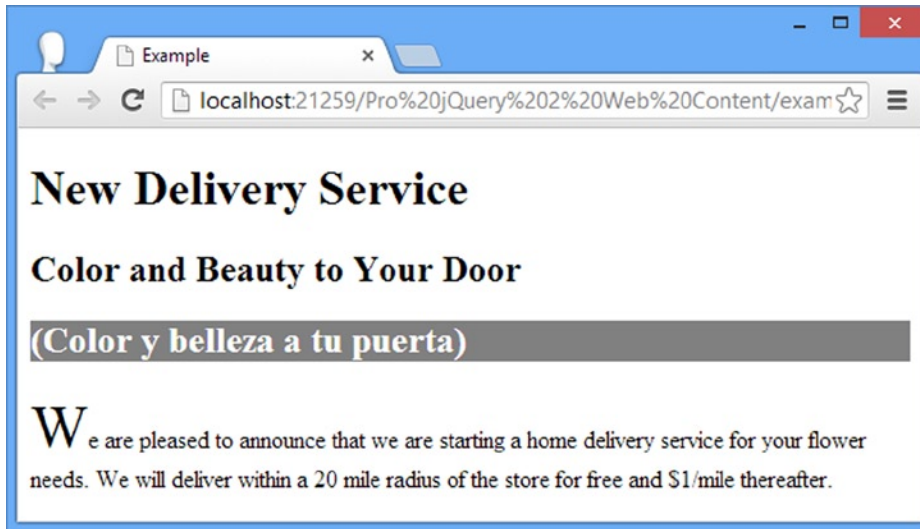 Example
localhost:21259/Pro%20jQuery%202%20Web%20Content/exam
New Delivery Service
Color and Beauty to Your Door
(Color y belleza a tu puerta)
We are pleased to announce that we are starting a home delivery service for your flower
needs. We will deliver within a 20 mile radius of the store for free and $1/mile thereafter.